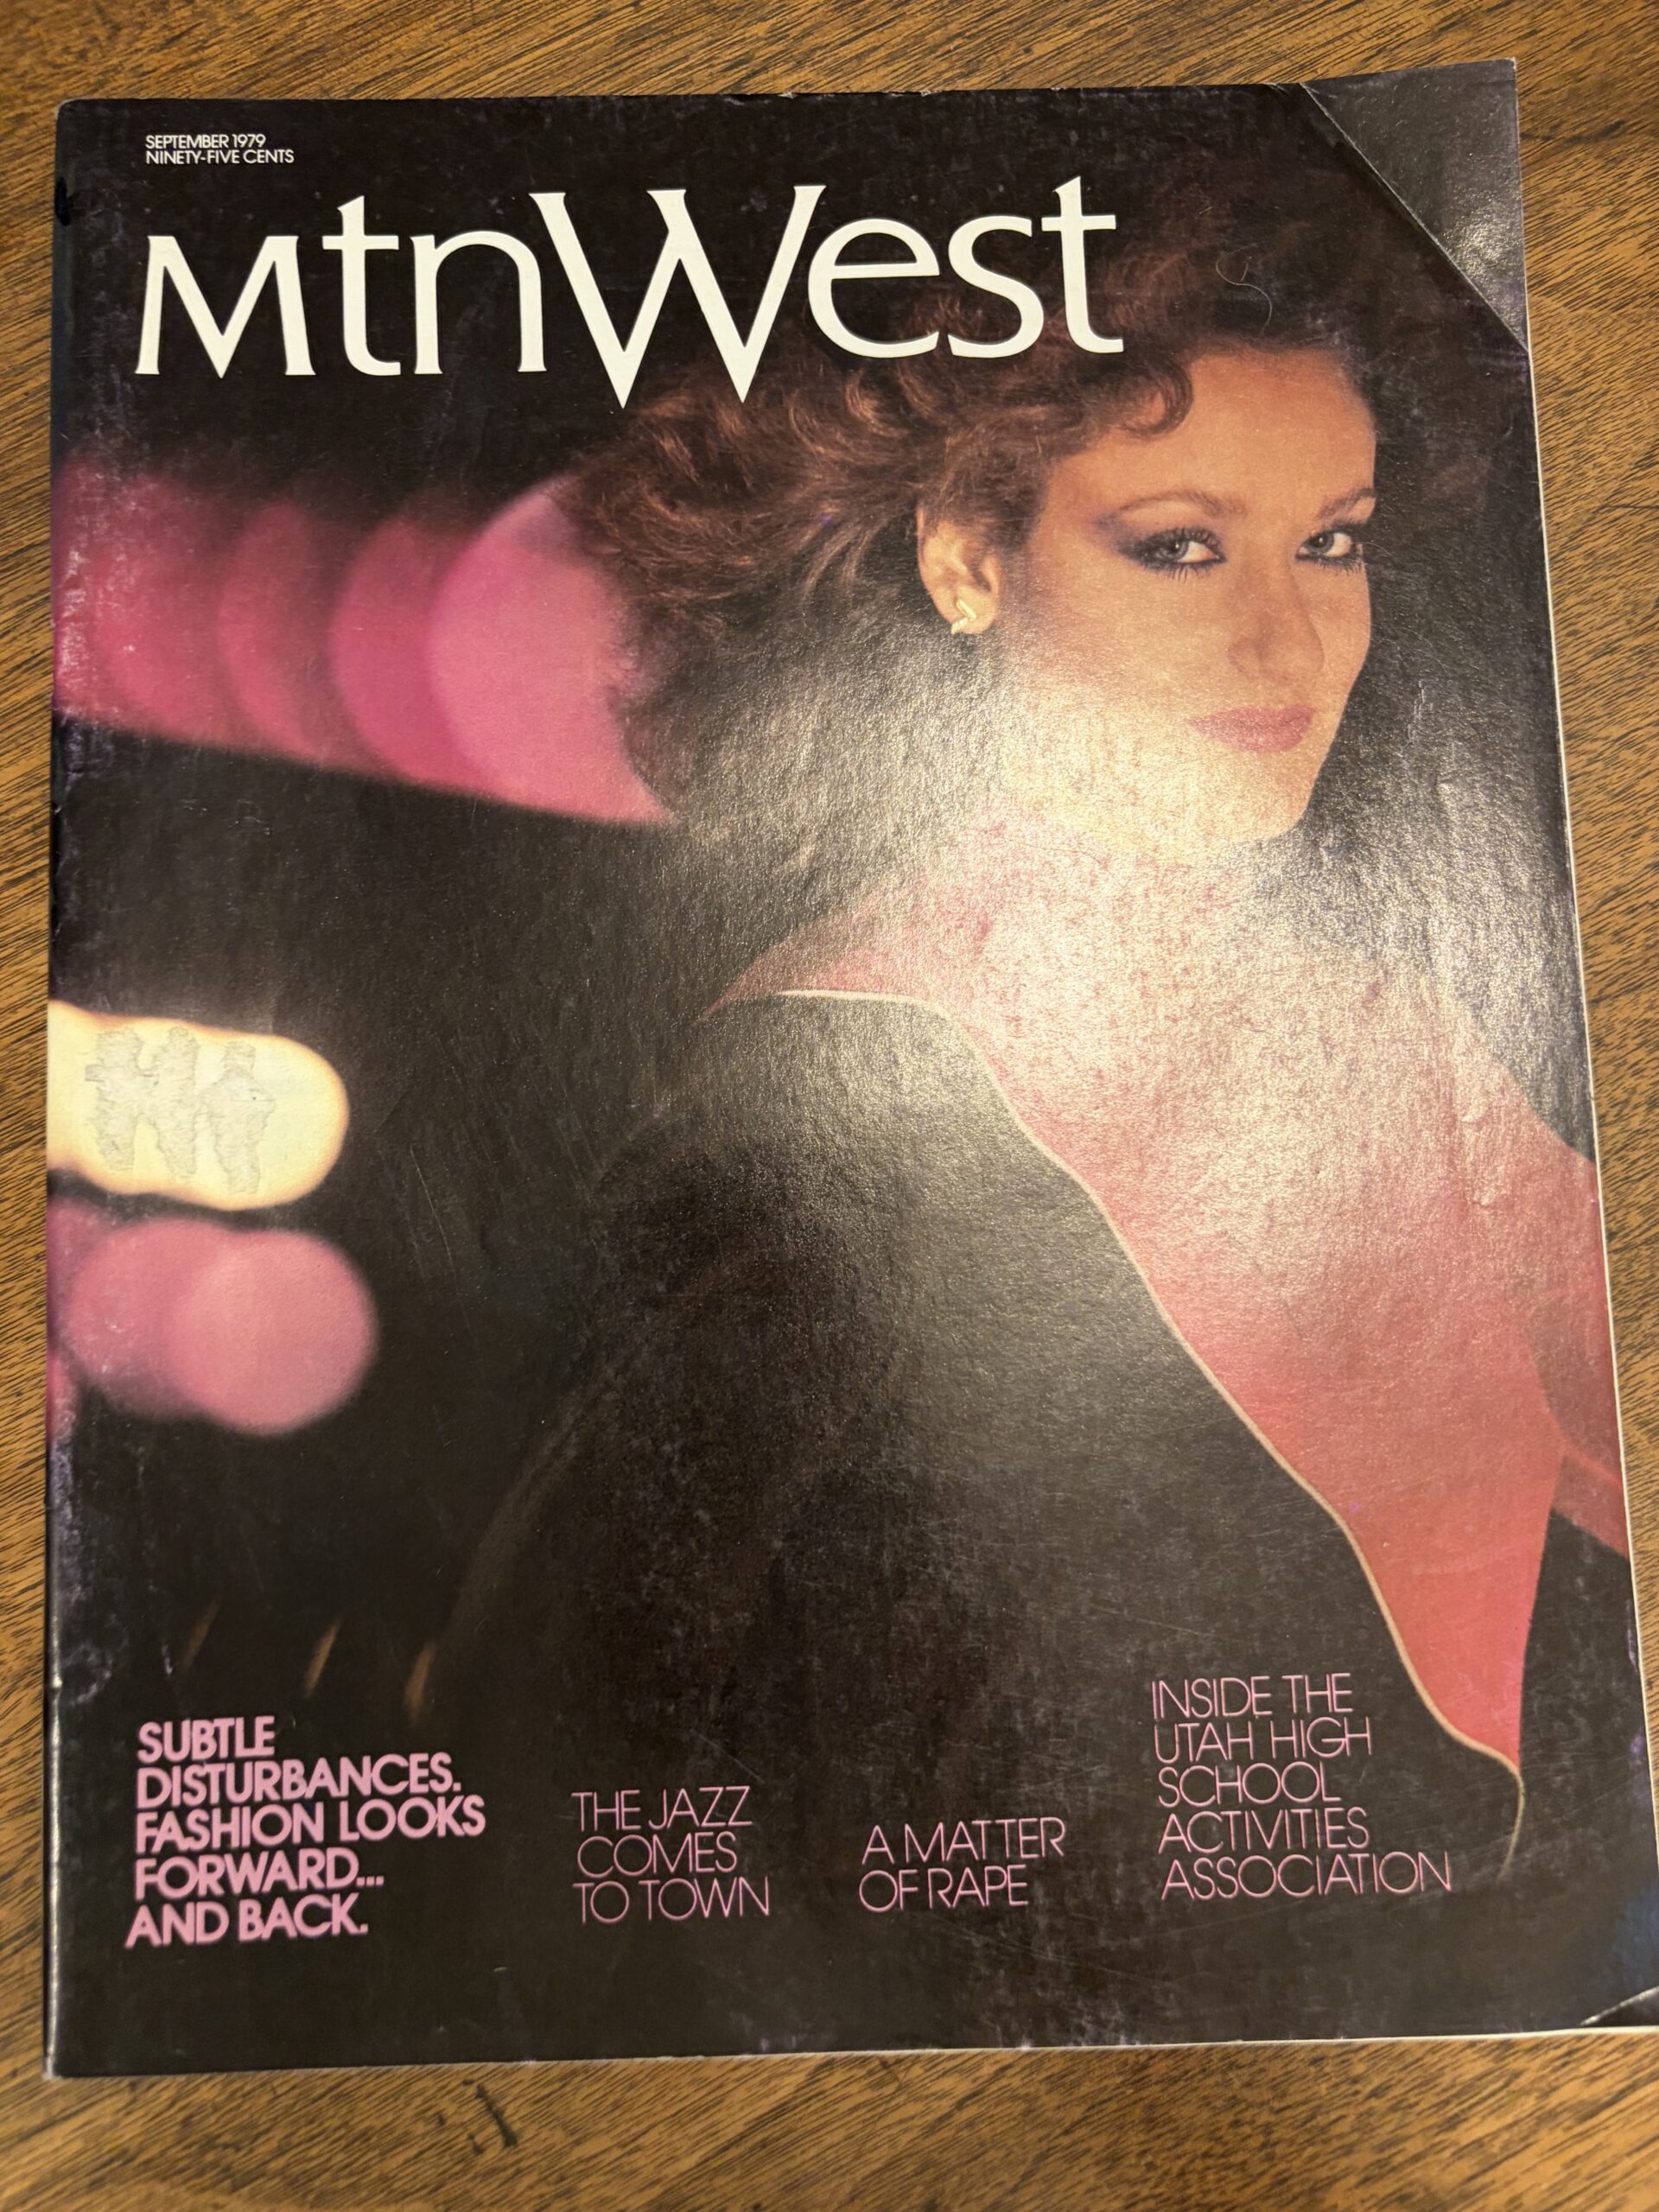 SEPTEMBER 1979
NINETY-FIVE CENTS
MtnWest
SUBTLE
DISTURBANCES.
FASHION LOOKS
FORWARD...
AND BACK.
THE JAZZ
COMES
TO TOWN
A MATTER
OF RAPE
INSIDE THE
UTAH HIGH
SCHOOL
ACTIVITIES
ASSOCIATION